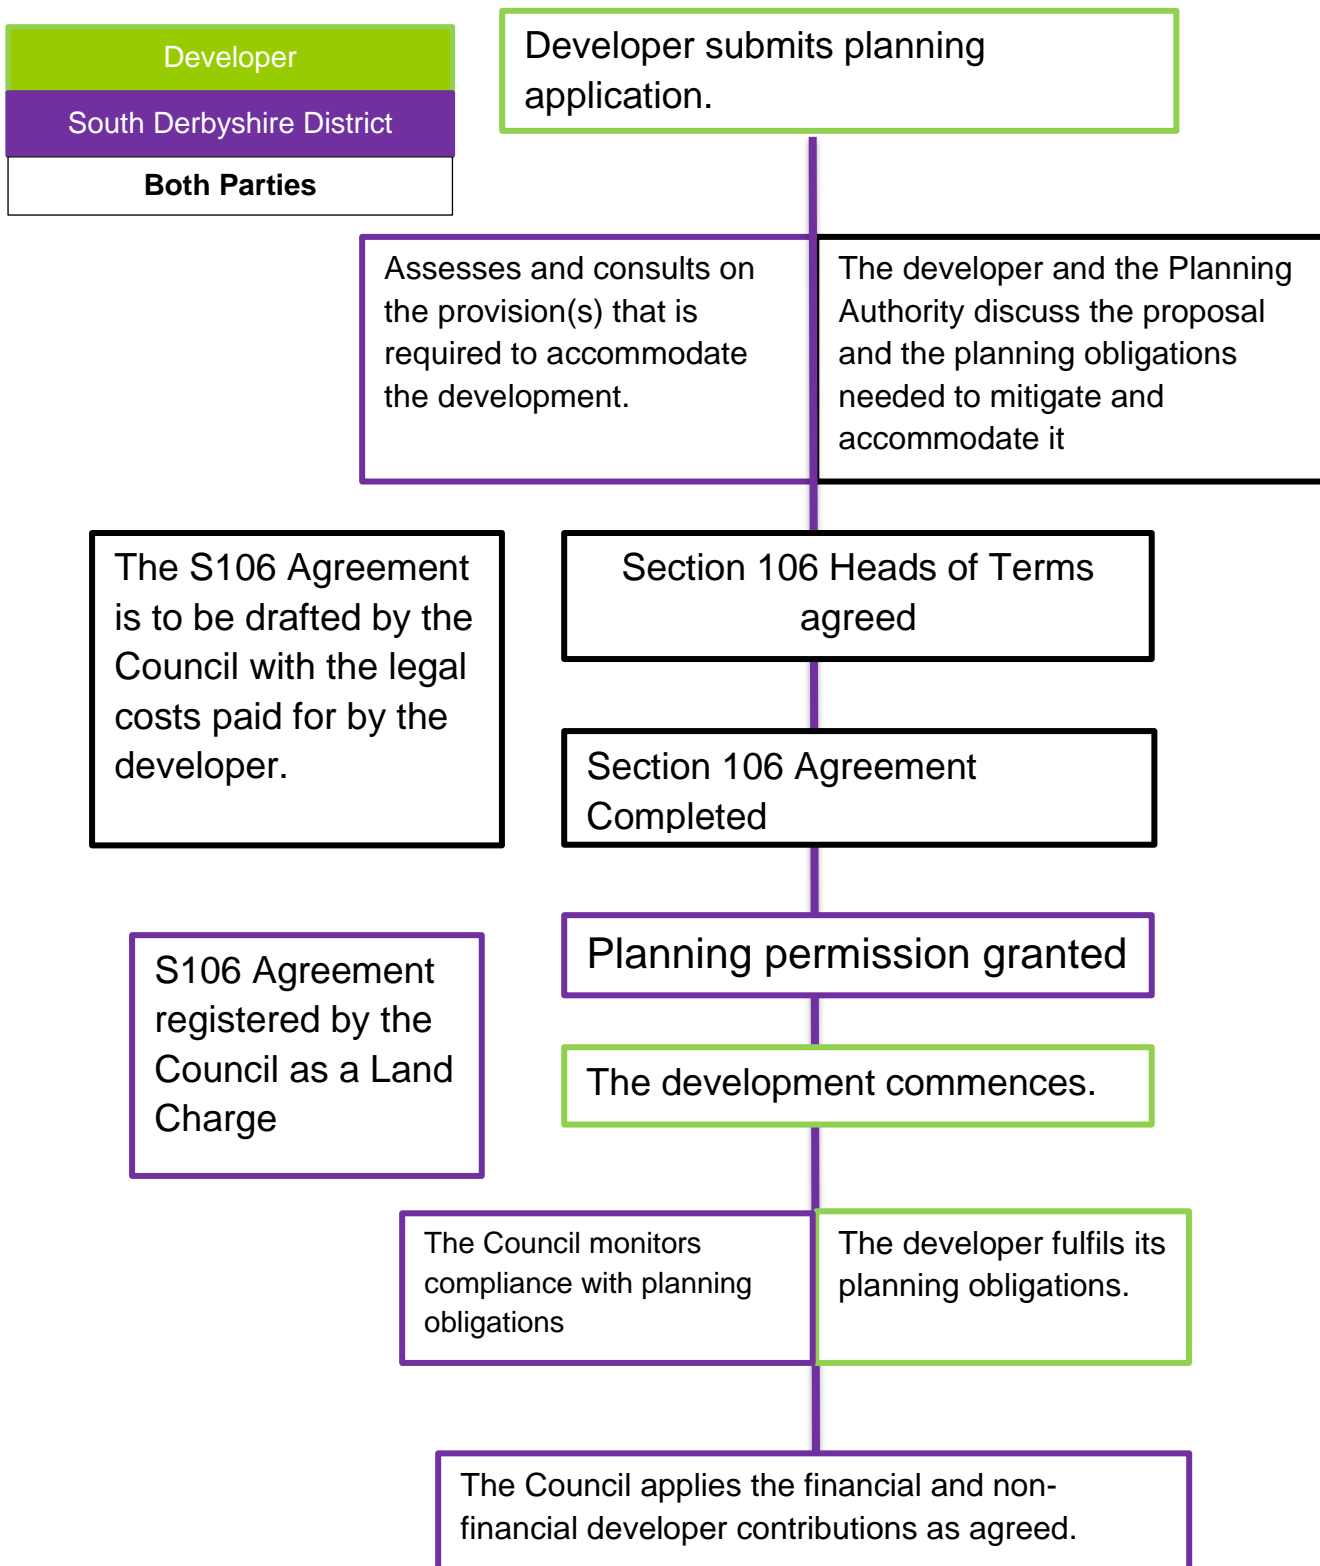 Developer
South Derbyshire District
Both Parties
Developer submits planning
application.
Assesses and consults on
the provision(s) that is
required to accommodate
the development.
The developer and the Planning
Authority discuss the proposal
and the planning obligations
needed to mitigate and
accommodate it
The S106 Agreement
is to be drafted by the
Council with the legal
costs paid for by the
developer.
Section 106 Heads of Terms
agreed
Section 106 Agreement
Completed
Planning permission granted
S106 Agreement
registered by the
Council as a Land
Charge
The development commences.
The Council monitors
compliance with planning
obligations
The developer fulfils its
planning obligations.
The Council applies the financial and non-
financial developer contributions as agreed.